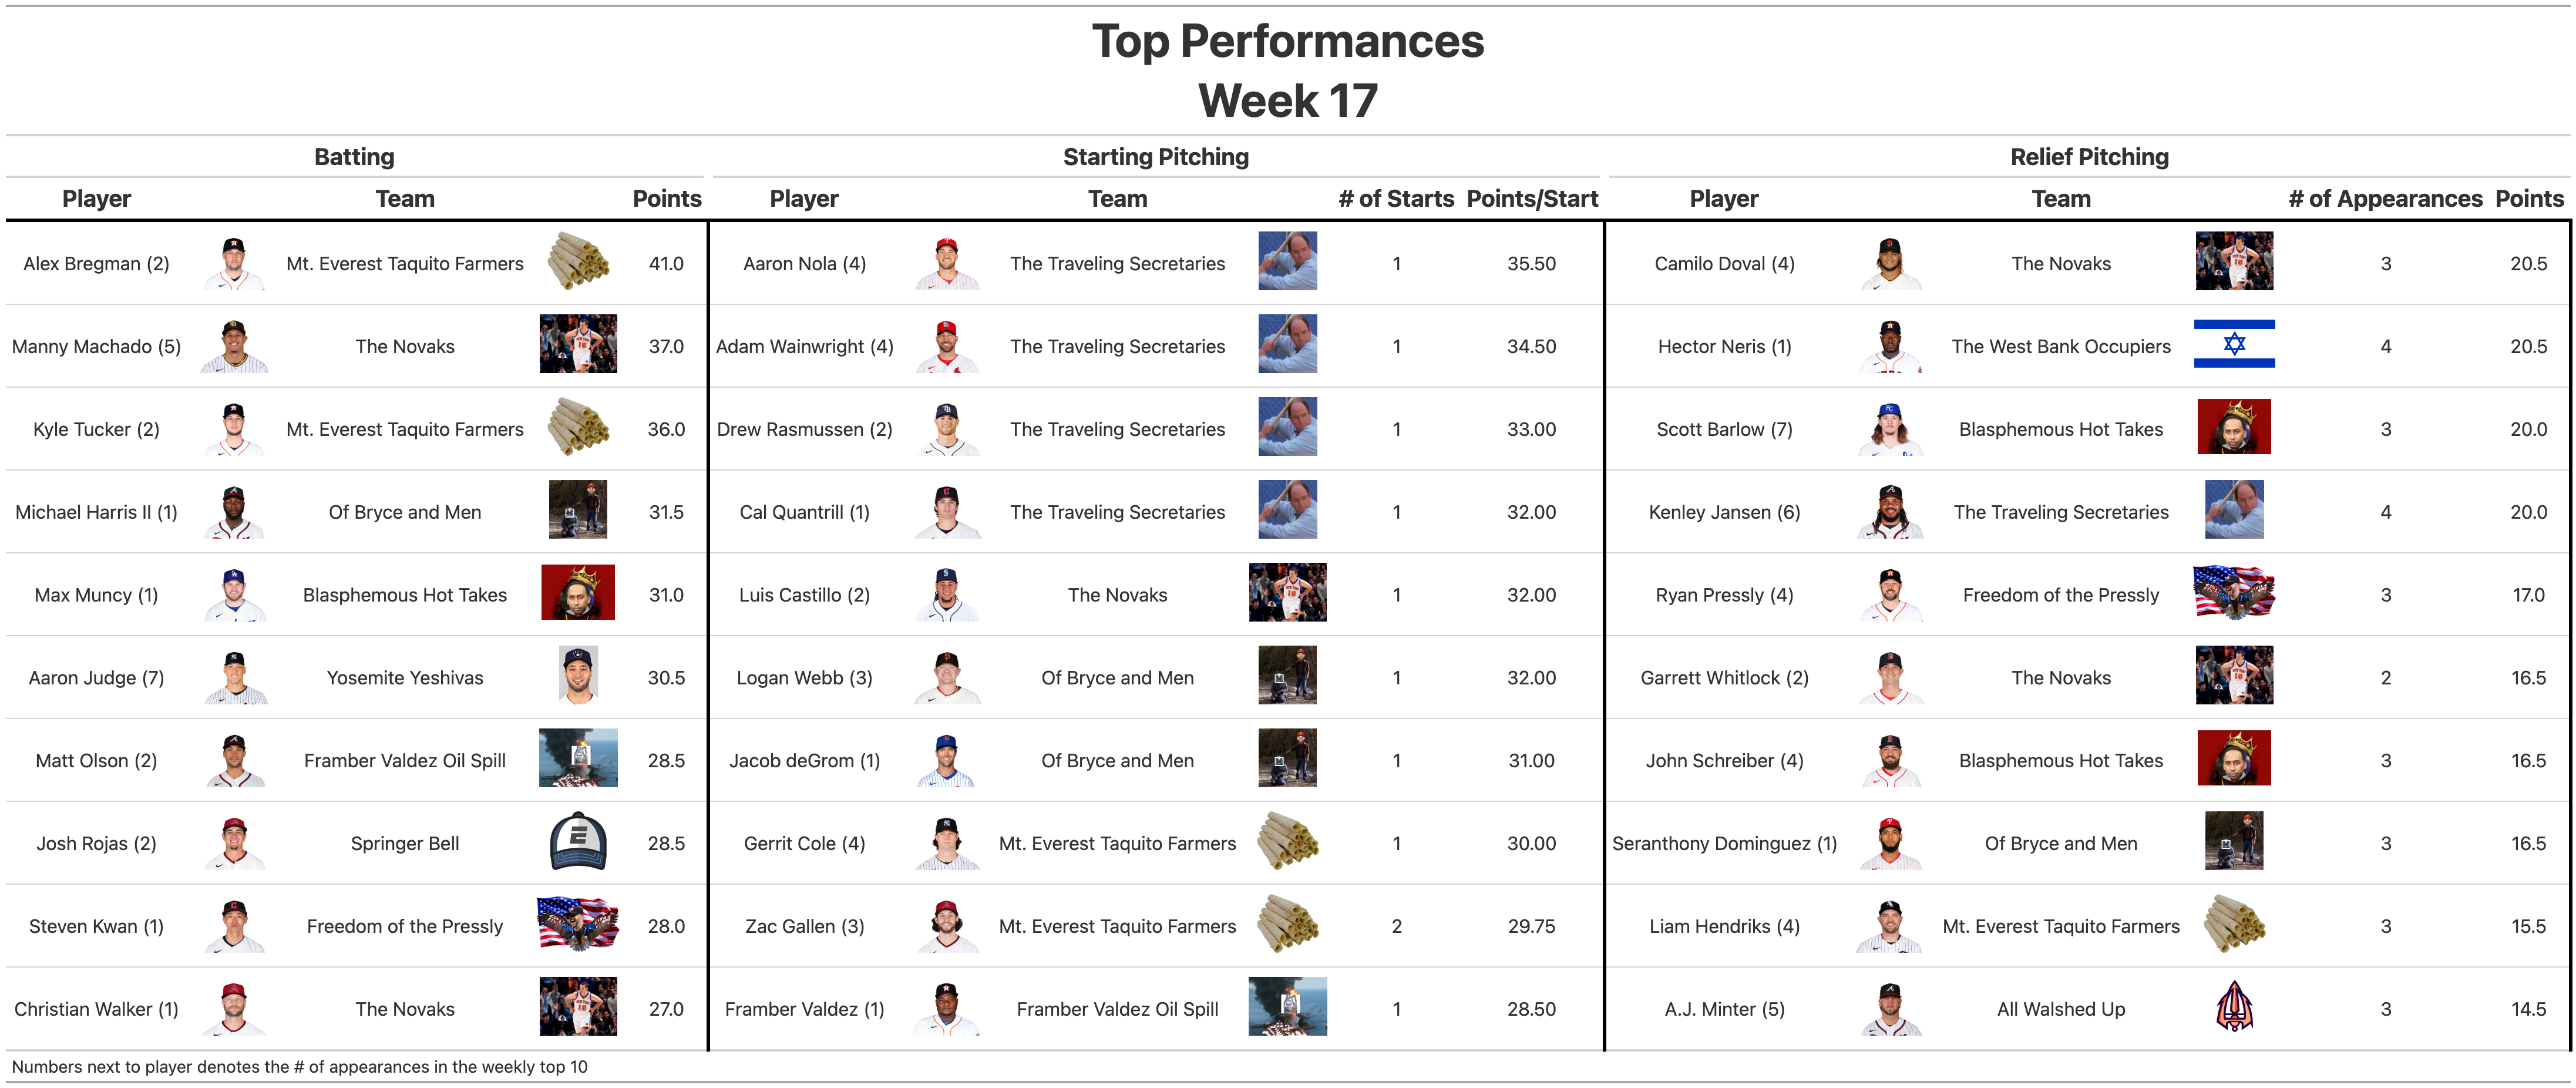 Top Performances
Week 17
Batting Starting Pitching Relief Pitching
Player Team Points Player Team # of Starts Points/Start Player Team # of Appearances Points
Alex Bregman (2) Mt. Everest Taquito Farmers 41.0 Aaron Nola (4) The Traveling Secretaries 1 35.50 Camilo Doval (4) The Novaks 3 20.5
Manny Machado (5) The Novaks 37.0 Adam Wainwright (4) The Traveling Secretaries 1 34.50 Hector Neris (1) The West Bank Occupiers 4 20.5
Kyle Tucker (2) Mt. Everest Taquito Farmers 36.0 Drew Rasmussen (2) The Traveling Secretaries 1 33.00 Scott Barlow (7) Blasphemous Hot Takes 3 20.0
Michael Harris II (1) Of Bryce and Men 31.5 Cal Quantrill (1) The Traveling Secretaries 1 32.00 Kenley Jansen (6) The Traveling Secretaries 4 20.0
Max Muncy (1) Blasphemous Hot Takes 31.0 Luis Castillo (2) The Novaks 1 32.00 Ryan Pressly (4) Freedom of the Pressly 3 17.0
Aaron Judge (7) Yosemite Yeshivas 30.5 Logan Webb (3) Of Bryce and Men 1 32.00 Garrett Whitlock (2) The Novaks 2 16.5
Matt Olson (2) Framber Valdez Oil Spill 28.5 Jacob deGrom (1) Of Bryce and Men 1 31.00 John Schreiber (4) Blasphemous Hot Takes 3 16.5
Josh Rojas (2) Springer Bell 28.5 Gerrit Cole (4) Mt. Everest Taquito Farmers 1 30.00 Seranthony Dominguez (1) Of Bryce and Men 3 16.5
Steven Kwan (1) Freedom of the Pressly 28.0 Zac Gallen (3) Mt. Everest Taquito Farmers 2 29.75 Liam Hendriks (4) Mt. Everest Taquito Farmers 3 15.5
Christian Walker (1) The Novaks 27.0 Framber Valdez (1) Framber Valdez Oil Spill 1 28.50 A.J. Minter (5) All Walshed Up 3 14.5
Numbers next to player denotes the # of appearances in the weekly top 10